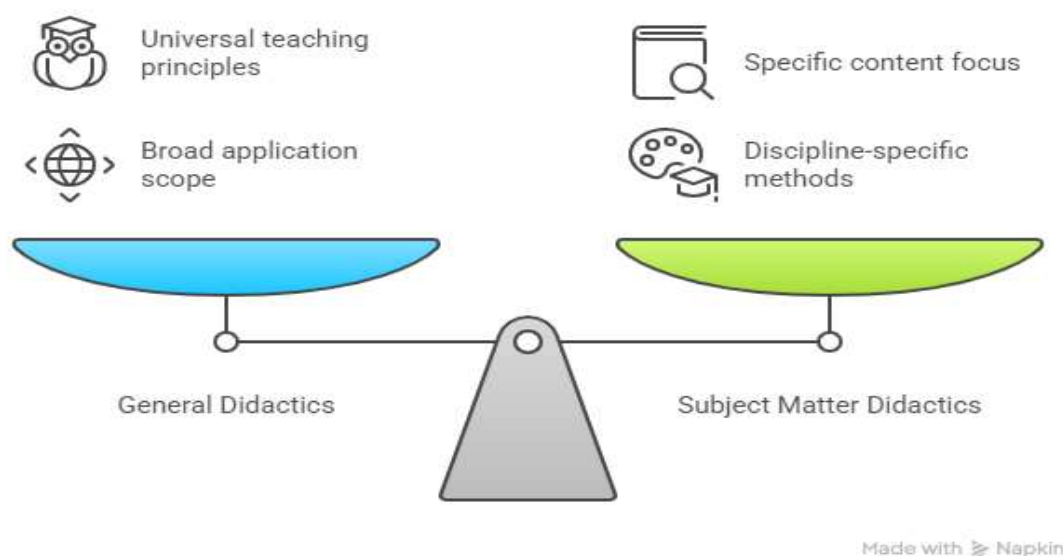 Universal teaching
principles
Broad application
scope
Specific content focus
Discipline-specific
methods
General Didactics
Subject Matter Didactics
Made with Napkin